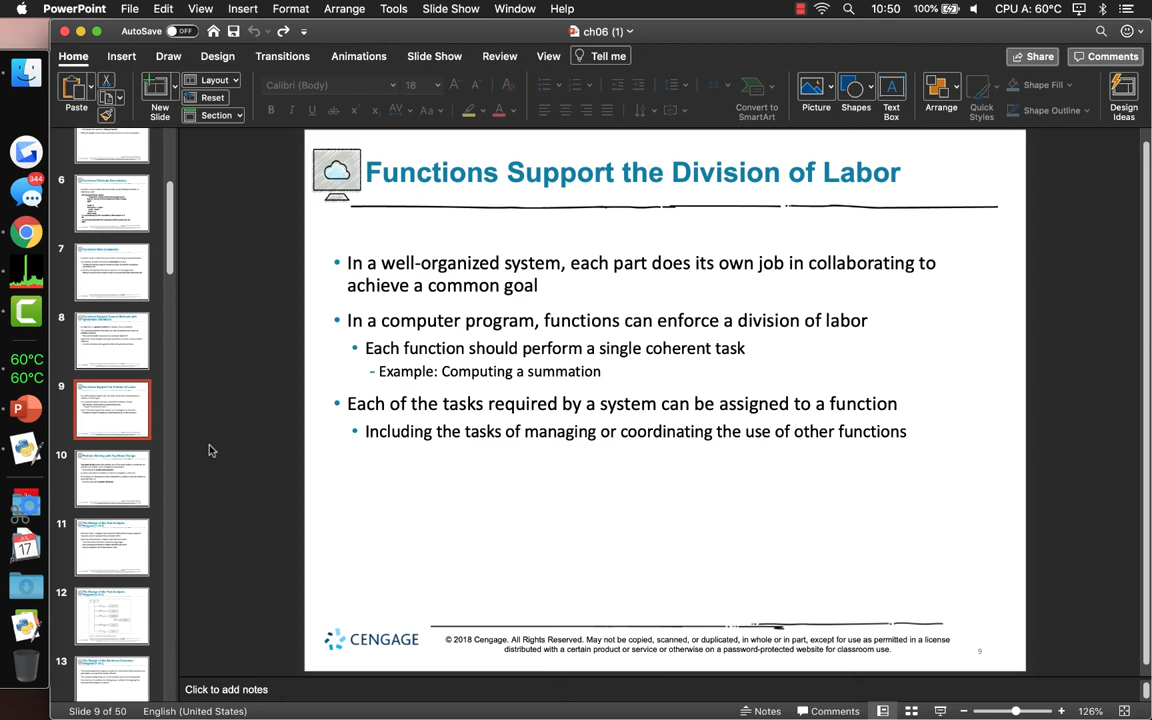 PowerPoint File Edit View Insert Format Arrange Tools Slide Show Window Help 10:50 100% CPU A: 60°C
AutoSave OFF ch06 (1)
Home Insert Draw Design Transitions Animations Slide Show Review View Tell me Share Comments
Paste New Slide Layout Reset Section Calibri (Body) 18 Convert to SmartArt Picture Shapes Text Box Arrange Quick Styles Shape Fill Shape Outline Design Ideas
344
60°C
60°C
JUL
17
6
7
8
9
10
11
12
13
Functions Support the Division of Labor
• In a well-organized system, each part does its own job in collaborating to
achieve a common goal
• In a computer program, functions can enforce a division of labor
• Each function should perform a single coherent task
- Example: Computing a summation
• Each of the tasks required by a system can be assigned to a function
• Including the tasks of managing or coordinating the use of other functions
CENGAGE
© 2018 Cengage. All Rights Reserved. May not be copied, scanned, or duplicated, in whole or in part, except for use as permitted in a license
distributed with a certain product or service or otherwise on a password-protected website for classroom use.
9
Click to add notes
Slide 9 of 50 English (United States) Notes Comments 126%